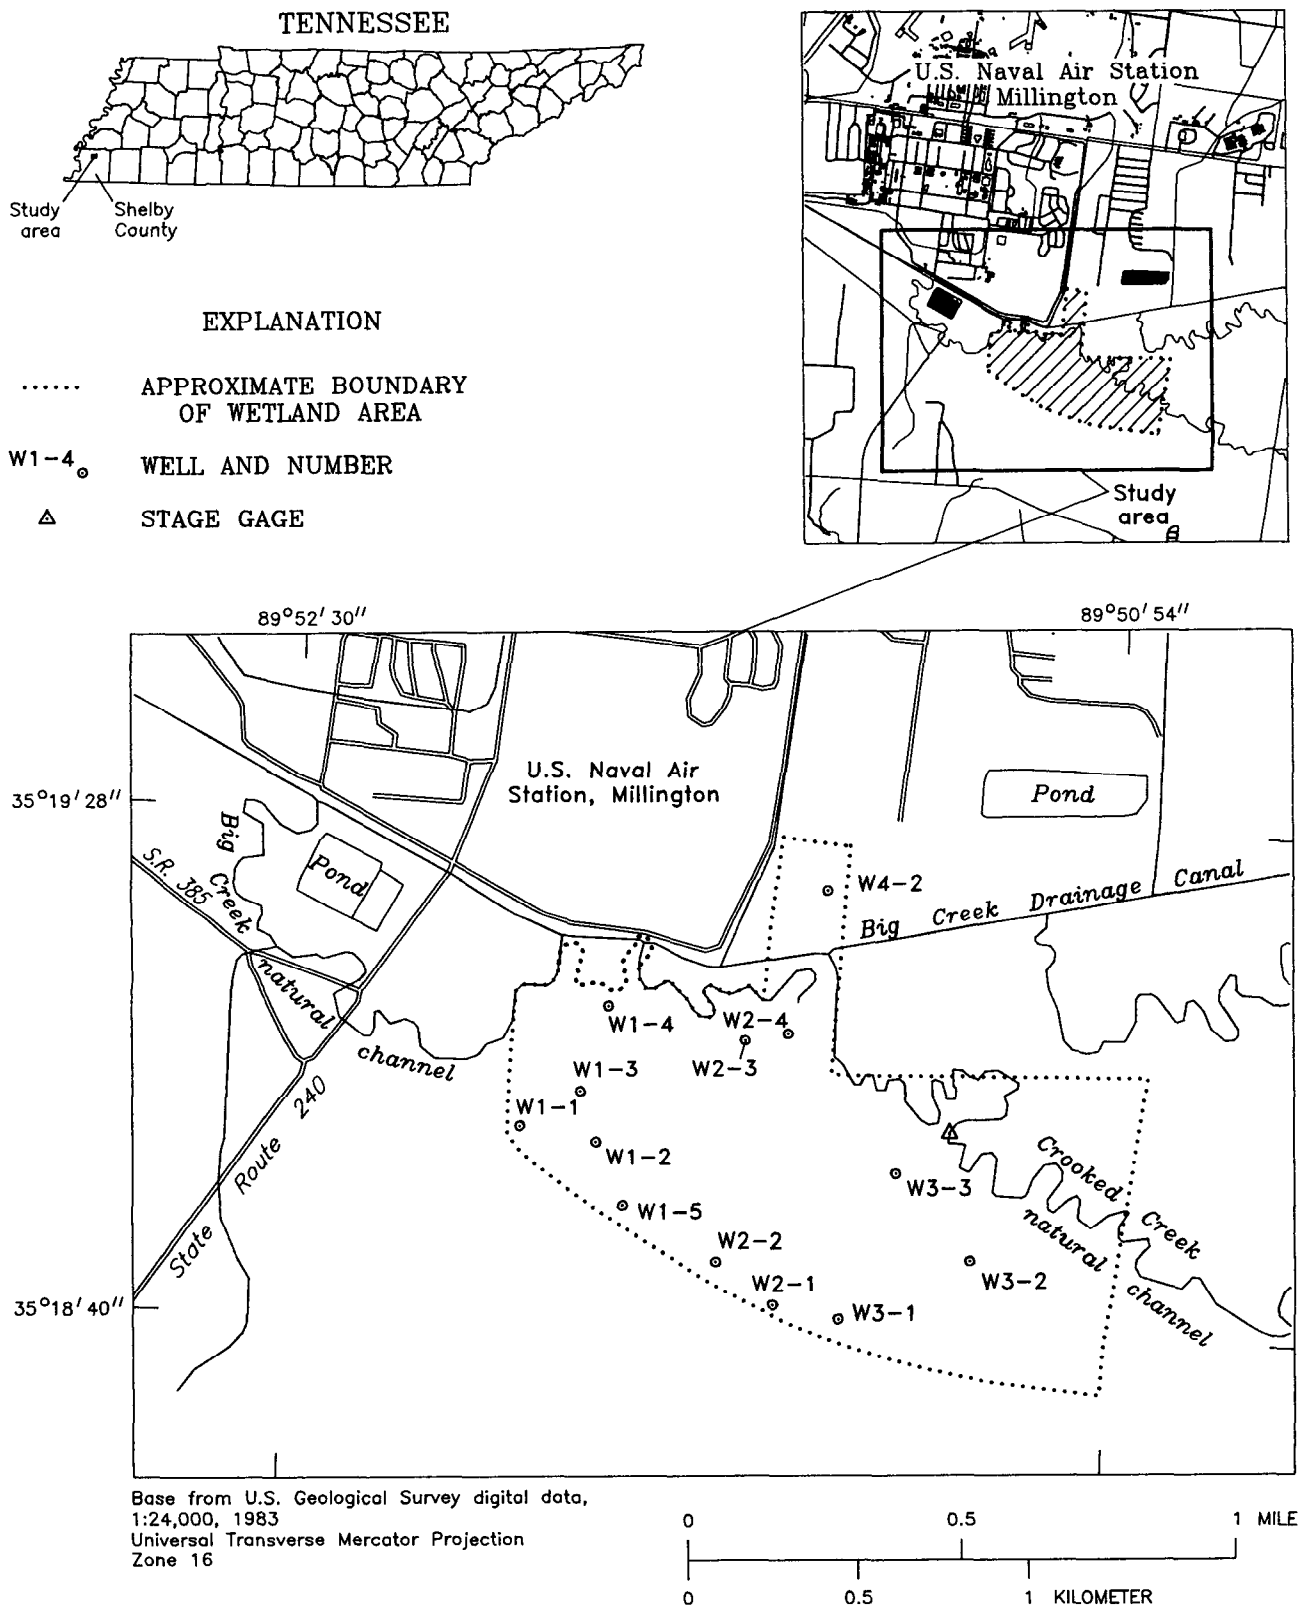 TENNESSEE
Study
area
Shelby
County
U.S. Naval Air Station
Millington
Study
area
EXPLANATION
APPROXIMATE BOUNDARY
OF WETLAND AREA
W1-4
WELL AND NUMBER
STAGE GAGE
89°52' 30"
89°50' 54"
35°19' 28"
35°18' 40"
U.S. Naval Air
Station, Millington
Pond
Pond
S.R. 385
Big Creek natural channel
W4-2
Big Creek Drainage Canal
W1-4
W2-4
W2-3
W1-3
W1-1
W1-2
W1-5
W3-3
W2-2
W2-1
W3-2
W3-1
Crooked Creek
natural channel
State Route 240
Base from U.S. Geological Survey digital data,
1:24,000, 1983
Universal Transverse Mercator Projection
Zone 16
0 0.5 1 MILE
0 0.5 1 KILOMETER